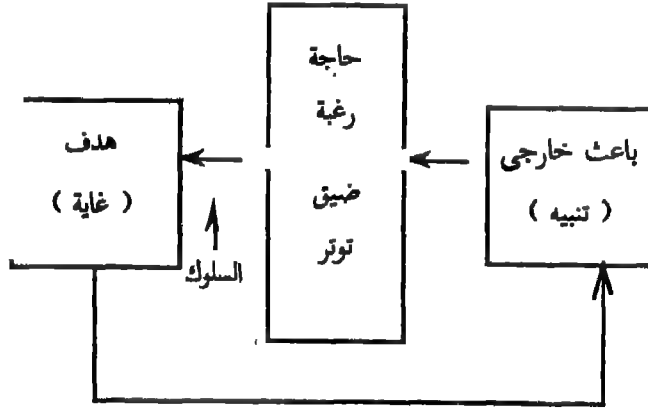 باعث خارجى
( تنبيه )
حاجة
رغبة
ضيق
توتر
السلوك
هدف
( غاية )